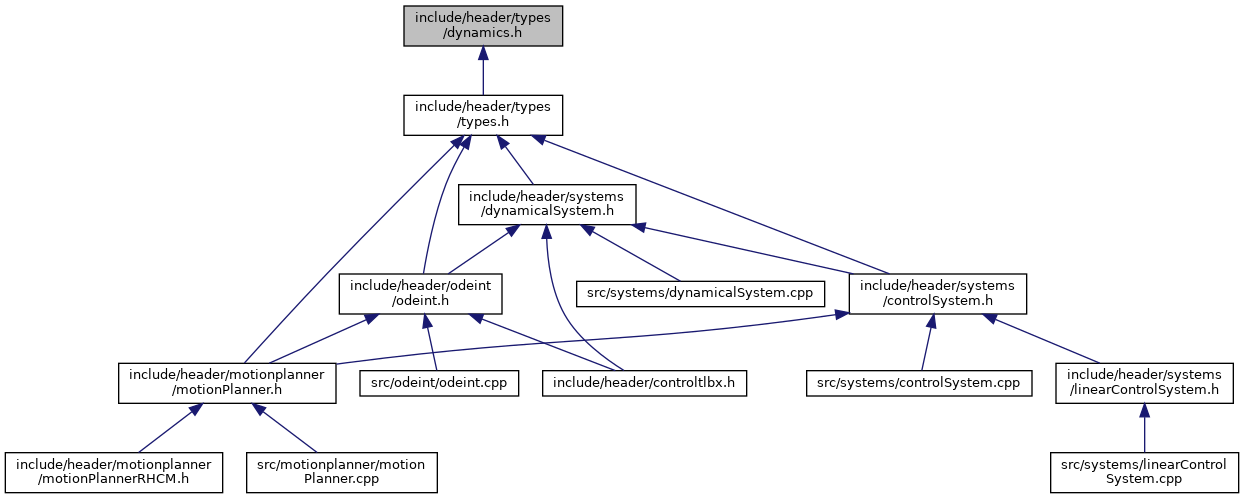 include/header/types
/dynamics.h
include/header/types
/types.h
include/header/systems
/dynamicalSystem.h
include/header/odeint
/odeint.h
src/systems/dynamicalSystem.cpp
include/header/systems
/controlSystem.h
include/header/motionplanner
/motionPlanner.h
src/odeint/odeint.cpp
include/header/controltlbx.h
src/systems/controlSystem.cpp
include/header/systems
/linearControlSystem.h
include/header/motionplanner
/motionPlannerRHCM.h
src/motionplanner/motion
Planner.cpp
src/systems/linearControl
System.cpp